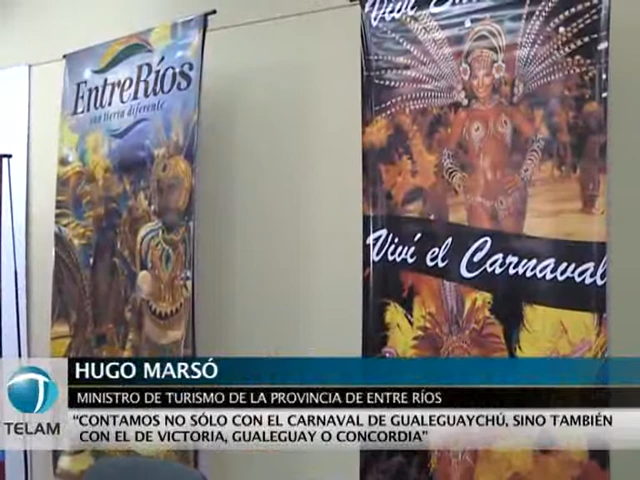 Viví
EntreRíos
una tierra diferente
Viví el Carnaval
HUGO MARSÓ
MINISTRO DE TURISMO DE LA PROVINCIA DE ENTRE RÍOS
TELAM
"CONTAMOS NO SÓLO CON EL CARNAVAL DE GUALEGUAYCHÚ, SINO TAMBIÉN
CON EL DE VICTORIA, GUALEGUAY O CONCORDIA"